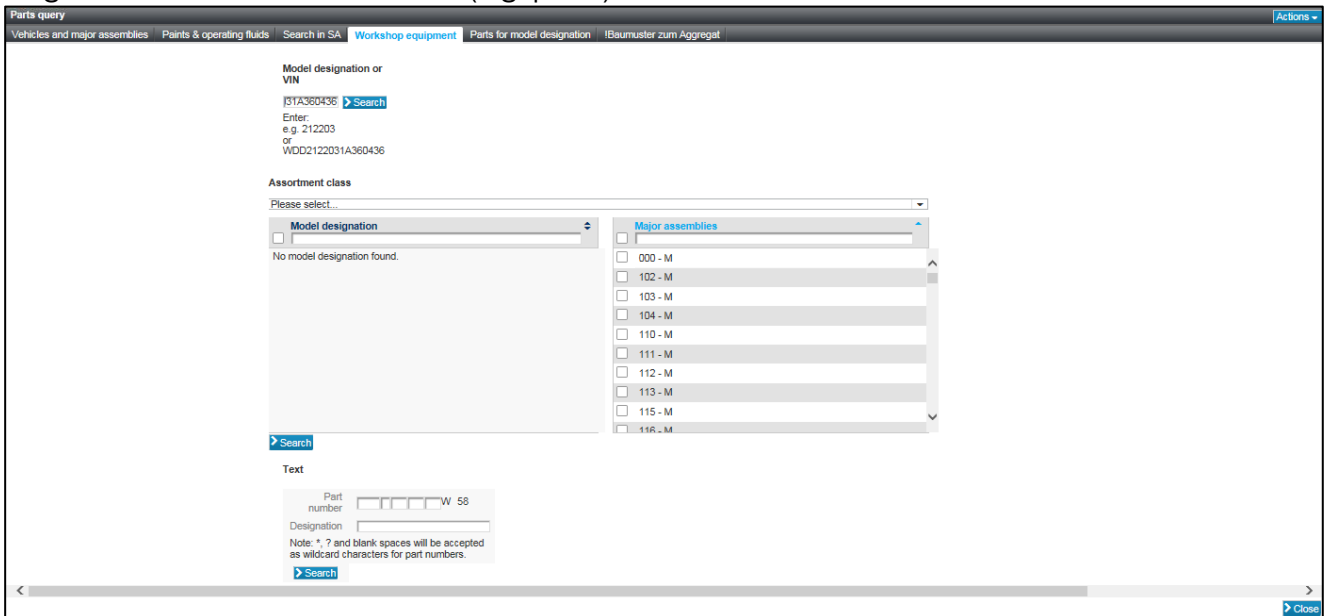 Parts query
Actions
Vehicles and major assemblies Paints & operating fluids Search in SA Workshop equipment Parts for model designation !Baumuster zum Aggregat
Model designation or
VIN
31A360436 Search
Enter:
e.g. 212203
or
WDD2122031A360436
Assortment class
Please select...
Model designation Major assemblies
No model designation found.
000 - M
102 - M
103 - M
104 - M
110 - M
111 - M
112 - M
113 - M
115 - M
116 - M
Search
Text
Part
number W 58
Designation
Note: *, ? and blank spaces will be accepted
as wildcard characters for part numbers.
Search
Close